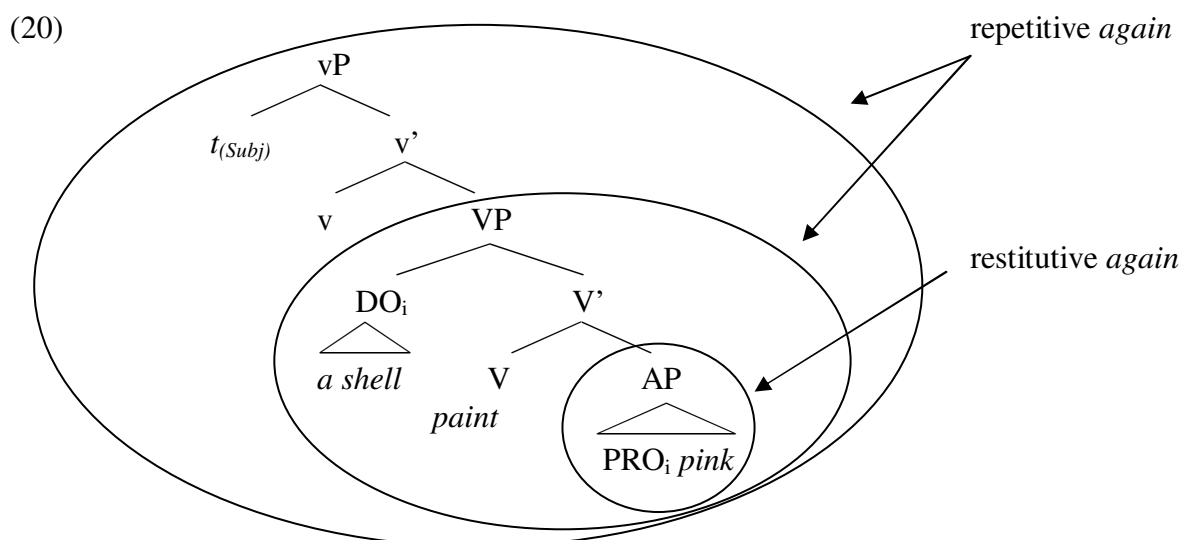 (20) repetitive again
vP
t(Subj) v’
v VP
restitutive again
DOi V’
a shell V AP
paint
PROi pink